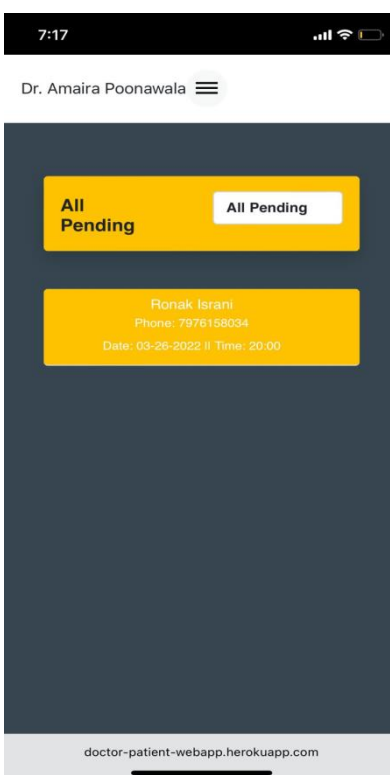 7:17
Dr. Amaira Poonawala
All
Pending
All Pending
Ronak Israni
Phone: 7976158034
Date: 03-26-2022 II Time: 20:00
doctor-patient-webapp.herokuapp.com